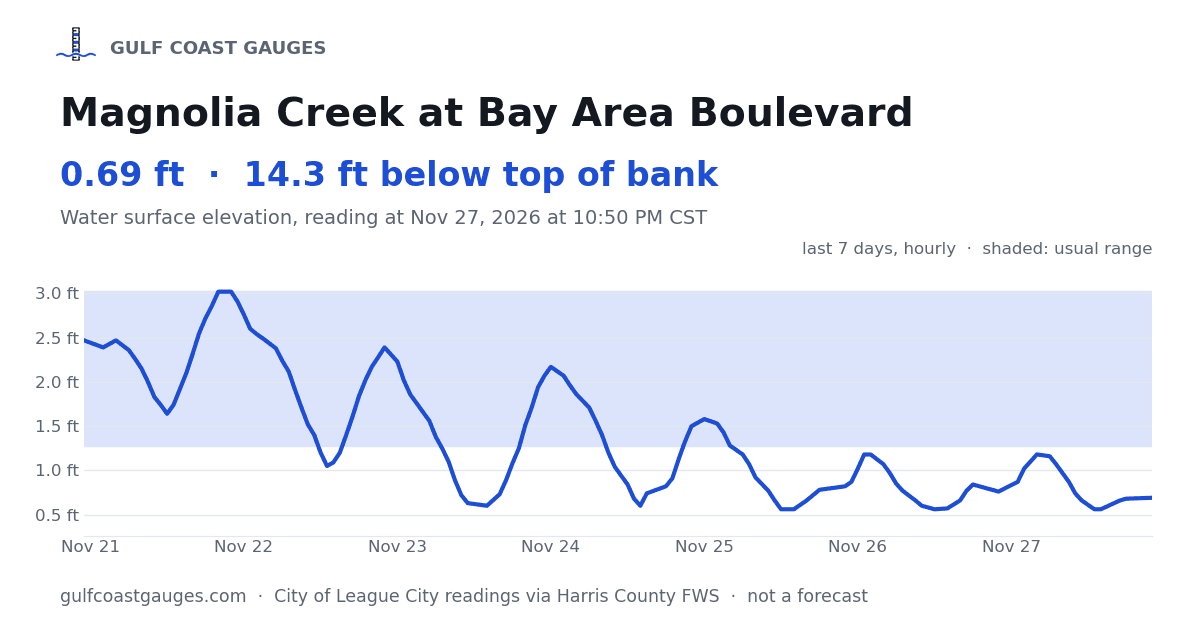 GULF COAST GAUGES
Magnolia Creek at Bay Area Boulevard
0.69 ft · 14.3 ft below top of bank
Water surface elevation, reading at Nov 27, 2026 at 10:50 PM CST
last 7 days, hourly · shaded: usual range
3.0 ft
2.5 ft
2.0 ft
1.5 ft
1.0 ft
0.5 ft
Nov 21 Nov 22 Nov 23 Nov 24 Nov 25 Nov 26 Nov 27
gulfcoastgauges.com · City of League City readings via Harris County FWS · not a forecast